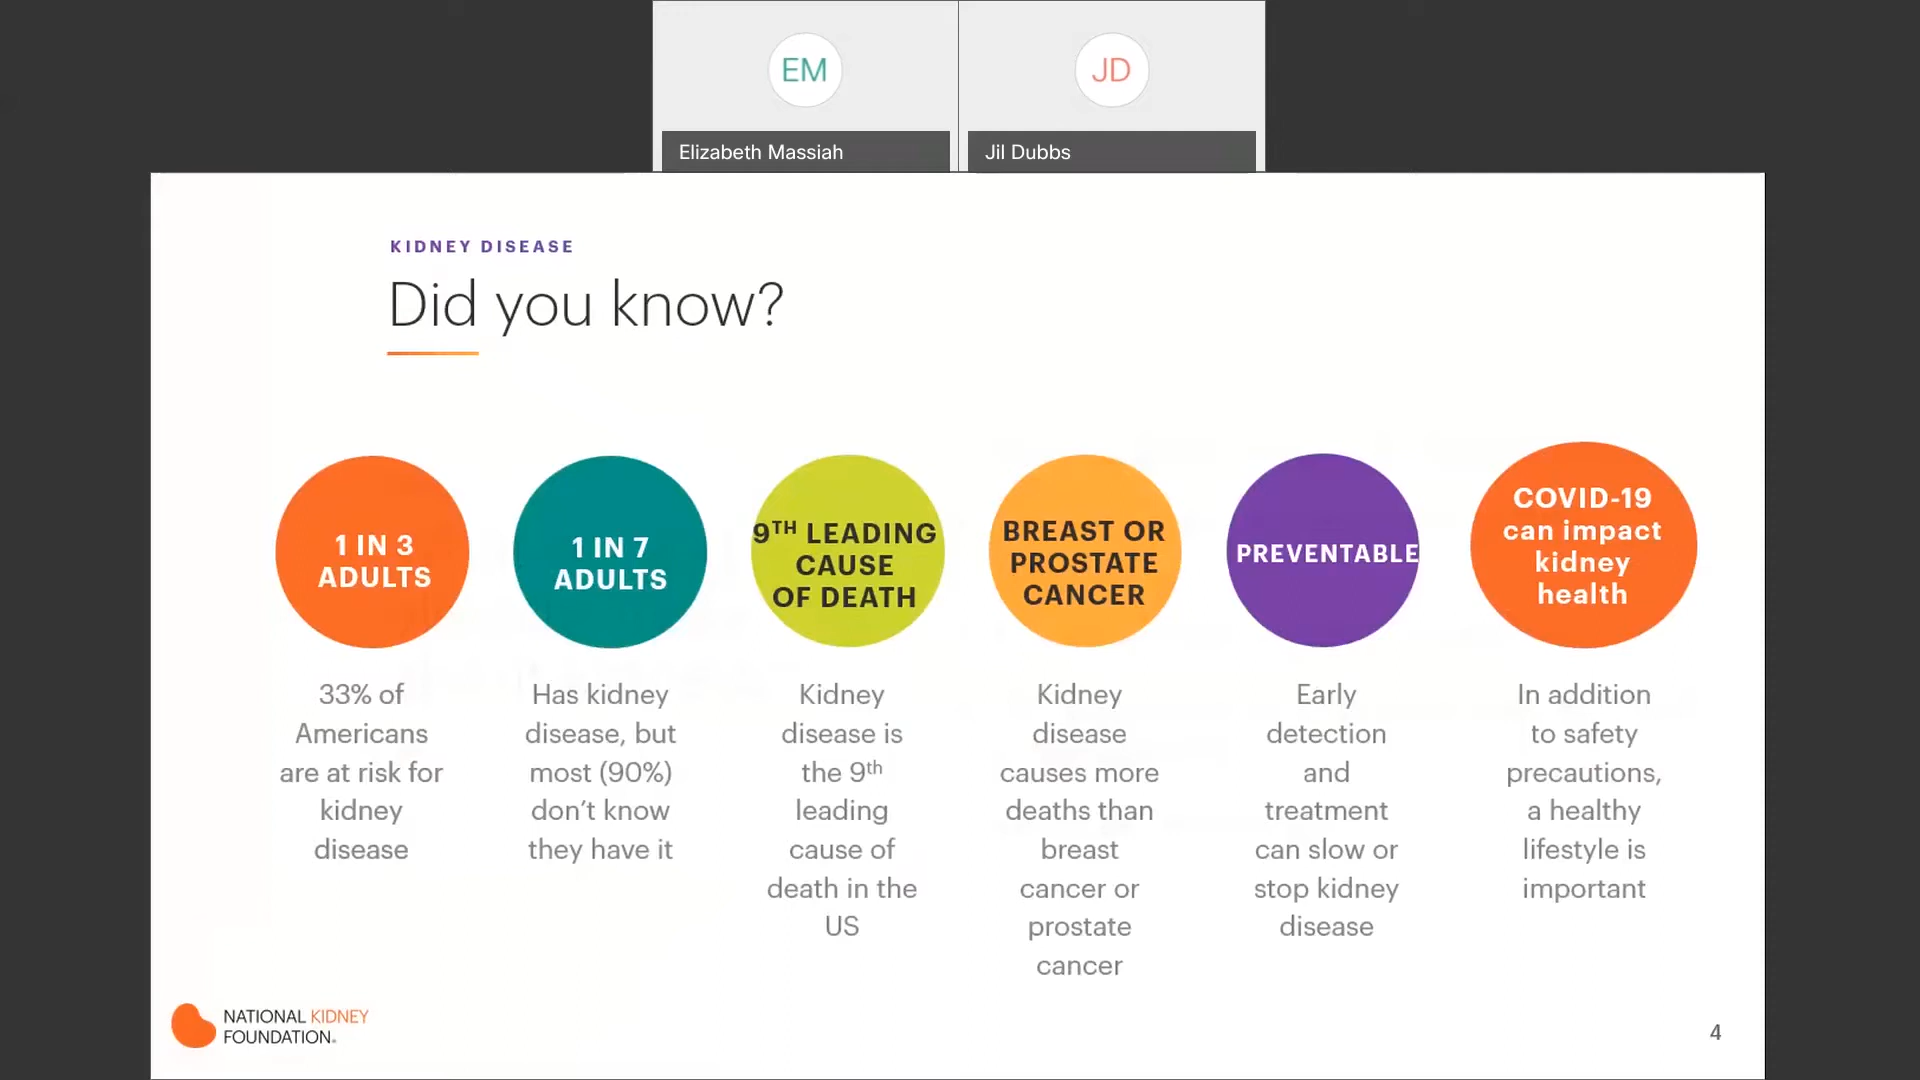 EM
JD
Elizabeth Massiah
Jil Dubbs
KIDNEY DISEASE
Did you know?
1 IN 3
ADULTS
33% of
Americans
are at risk for
kidney
disease
1 IN 7
ADULTS
Has kidney
disease, but
most (90%)
don’t know
they have it
9TH LEADING
CAUSE
OF DEATH
Kidney
disease is
the 9th
leading
cause of
death in the
US
BREAST OR
PROSTATE
CANCER
Kidney
disease
causes more
deaths than
breast
cancer or
prostate
cancer
PREVENTABLE
Early
detection
and
treatment
can slow or
stop kidney
disease
COVID-19
can impact
kidney
health
In addition
to safety
precautions,
a healthy
lifestyle is
important
NATIONAL KIDNEY
FOUNDATION®
4